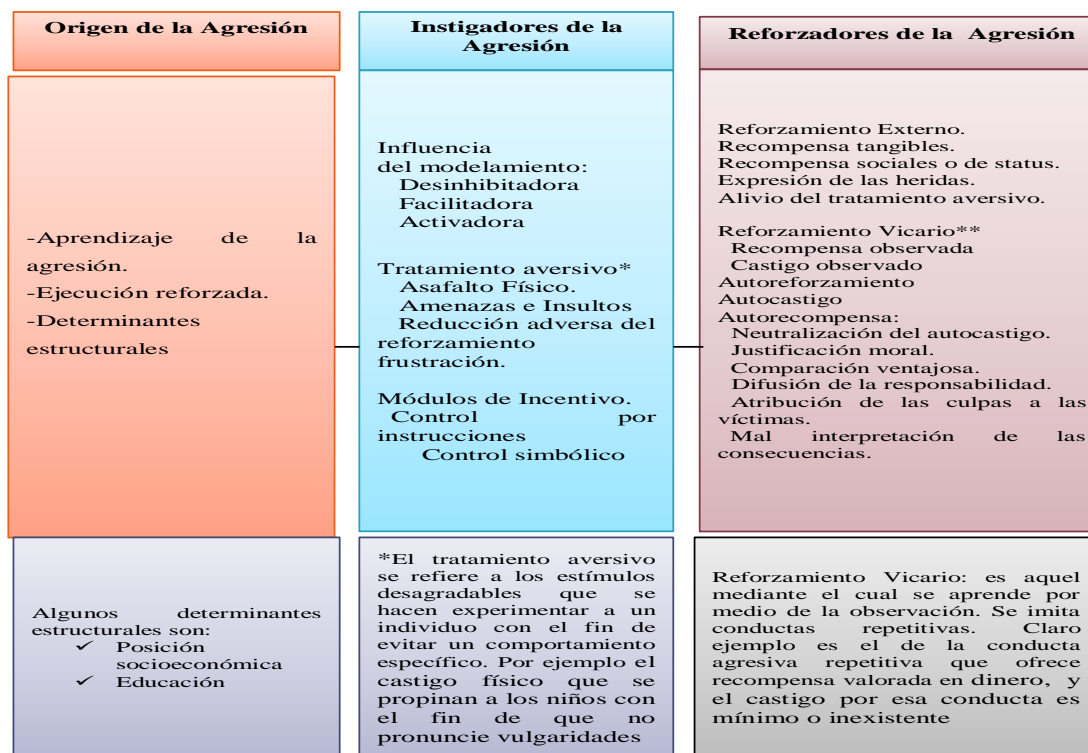 Origen de la Agresión
-Aprendizaje de la
agresión.
-Ejecución reforzada.
-Determinantes
estructurales
Algunos determinantes
estructurales son:
✓ Posición
socioeconómica
✓ Educación
Instigadores de la
Agresión
Influencia
del modelamiento:
Desinhibitadora
Facilitadora
Activadora
Tratamiento aversivo*
Asafalto Físico.
Amenazas e Insultos
Reducción adversa del
reforzamiento
frustración.
Módulos de Incentivo.
Control por
instrucciones
Control simbólico
*El tratamiento aversivo
se refiere a los estímulos
desagradables que se
hacen experimentar a un
individuo con el fin de
evitar un comportamiento
específico. Por ejemplo el
castigo físico que se
propinan a los niños con
el fin de que no
pronuncie vulgaridades
Reforzadores de la Agresión
Reforzamiento Externo.
Recompensa tangibles.
Recompensa sociales o de status.
Expresión de las heridas.
Alivio del tratamiento aversivo.
Reforzamiento Vicario**
Recompensa observada
Castigo observado
Autoreforzamiento
Autocastigo
Autorecompensa:
Neutralización del autocastigo.
Justificación moral.
Comparación ventajosa.
Difusión de la responsabilidad.
Atribución de las culpas a las
víctimas.
Mal interpretación de las
consecuencias.
Reforzamiento Vicario: es aquel
mediante el cual se aprende por
medio de la observación. Se imita
conductas repetitivas. Claro
ejemplo es el de la conducta
agresiva repetitiva que ofrece
recompensa valorada en dinero, y
el castigo por esa conducta es
mínimo o inexistente